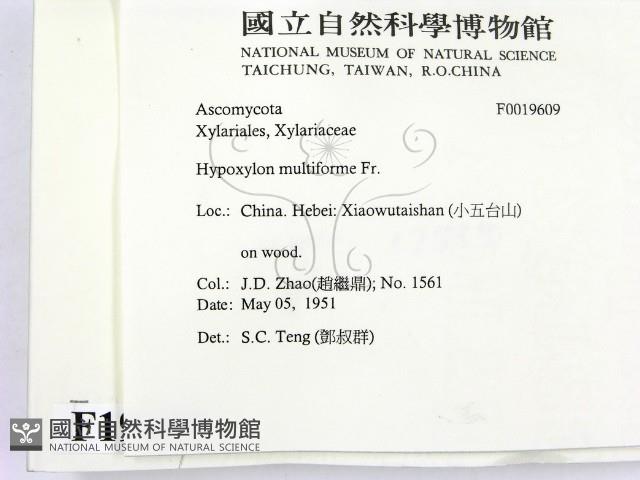 國立自然科學博物館
NATIONAL MUSEUM OF NATURAL SCIENCE
TAICHUNG, TAIWAN, R.O.CHINA
Ascomycota F0019609
Xylariales, Xylariaceae
Hypoxylon multiforme Fr.
Loc.: China. Hebei: Xiaowutaishan (小五台山)
on wood.
Col.: J.D. Zhao(趙繼鼎); No. 1561
Date: May 05, 1951
Det.: S.C. Teng (鄧叔群)
F19
國立自然科學博物館
NATIONAL MUSEUM OF NATURAL SCIENCE